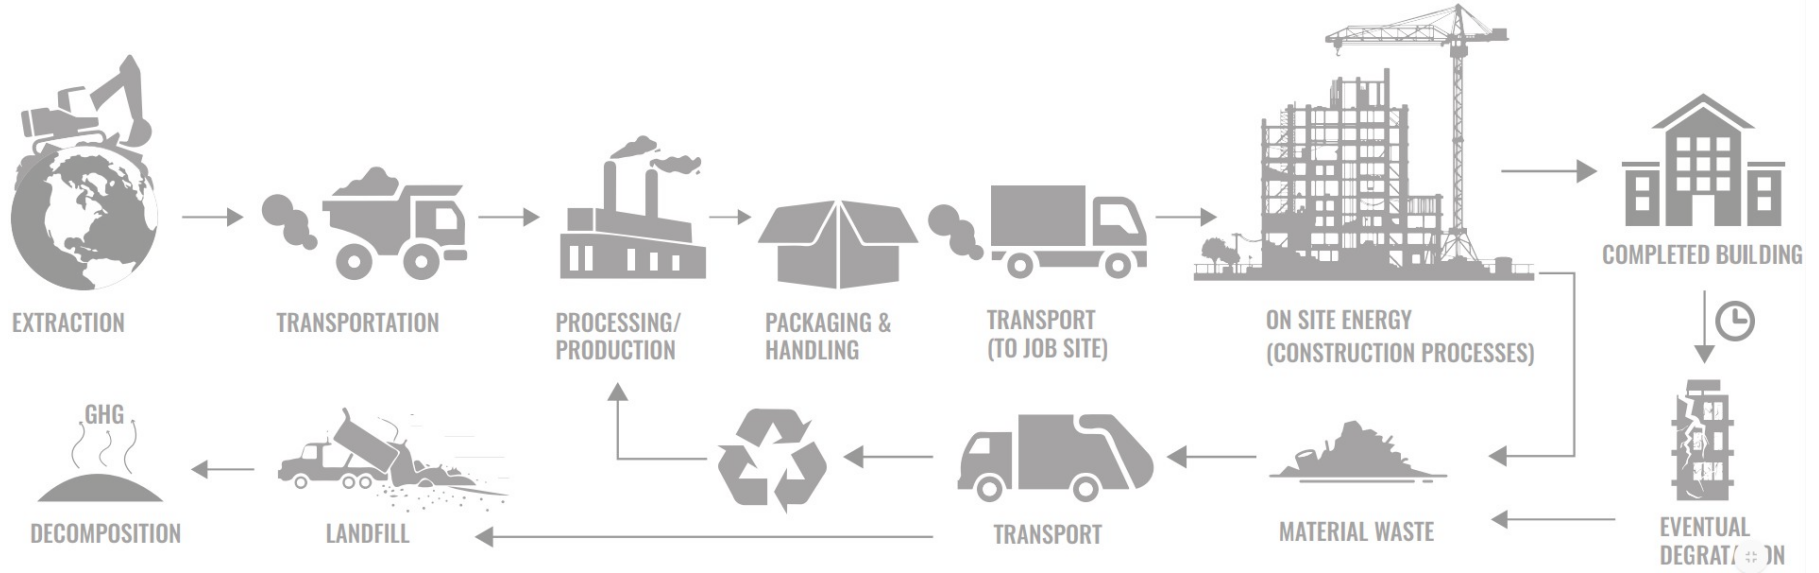 EXTRACTION
TRANSPORTATION
PROCESSING/
PRODUCTION
PACKAGING &
HANDLING
TRANSPORT
(TO JOB SITE)
ON SITE ENERGY
(CONSTRUCTION PROCESSES)
COMPLETED BUILDING
GHG
DECOMPOSITION
LANDFILL
TRANSPORT
MATERIAL WASTE
EVENTUAL